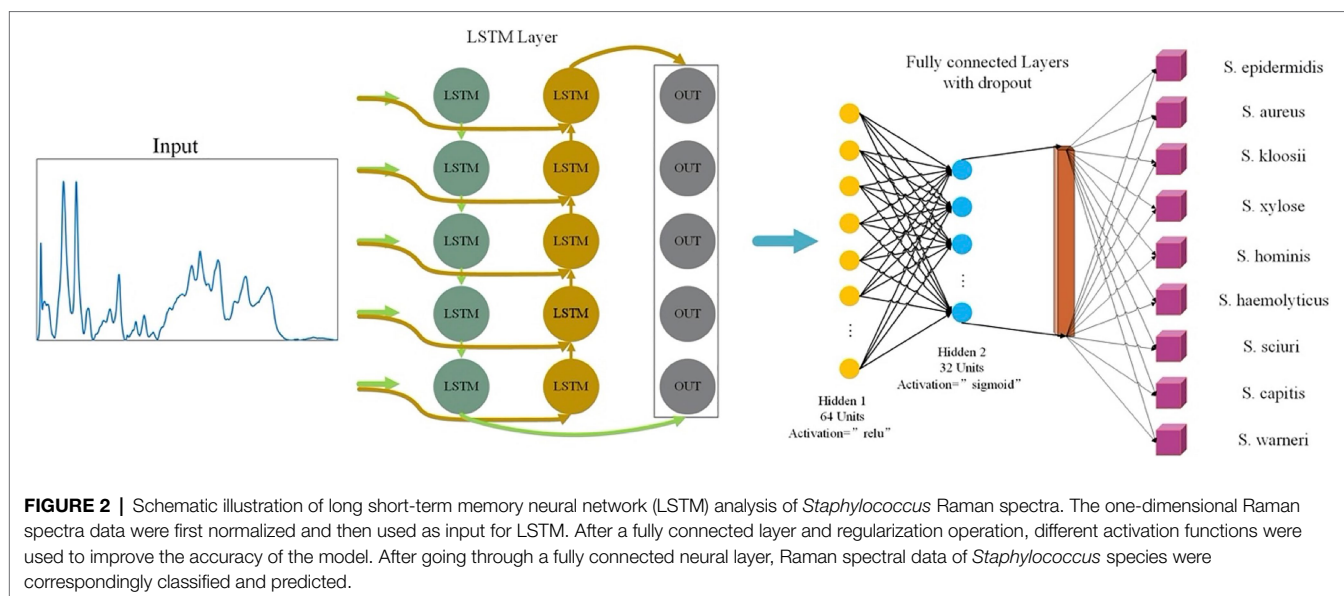 LSTM Layer
Input
LSTM LSTM OUT
LSTM LSTM OUT
LSTM LSTM OUT
LSTM LSTM OUT
LSTM LSTM OUT
Fully connected Layers
with dropout
Hidden 1
64 Units
Activation=” relu”
Hidden 2
32 Units
Activation=” sigmoid”
S. epidermidis
S. aureus
S. kloosii
S. xylose
S. hominis
S. haemolyticus
S. sciuri
S. capitis
S. warneri
FIGURE 2 | Schematic illustration of long short-term memory neural network (LSTM) analysis of Staphylococcus Raman spectra. The one-dimensional Raman
spectra data were first normalized and then used as input for LSTM. After a fully connected layer and regularization operation, different activation functions were
used to improve the accuracy of the model. After going through a fully connected neural layer, Raman spectral data of Staphylococcus species were
correspondingly classified and predicted.